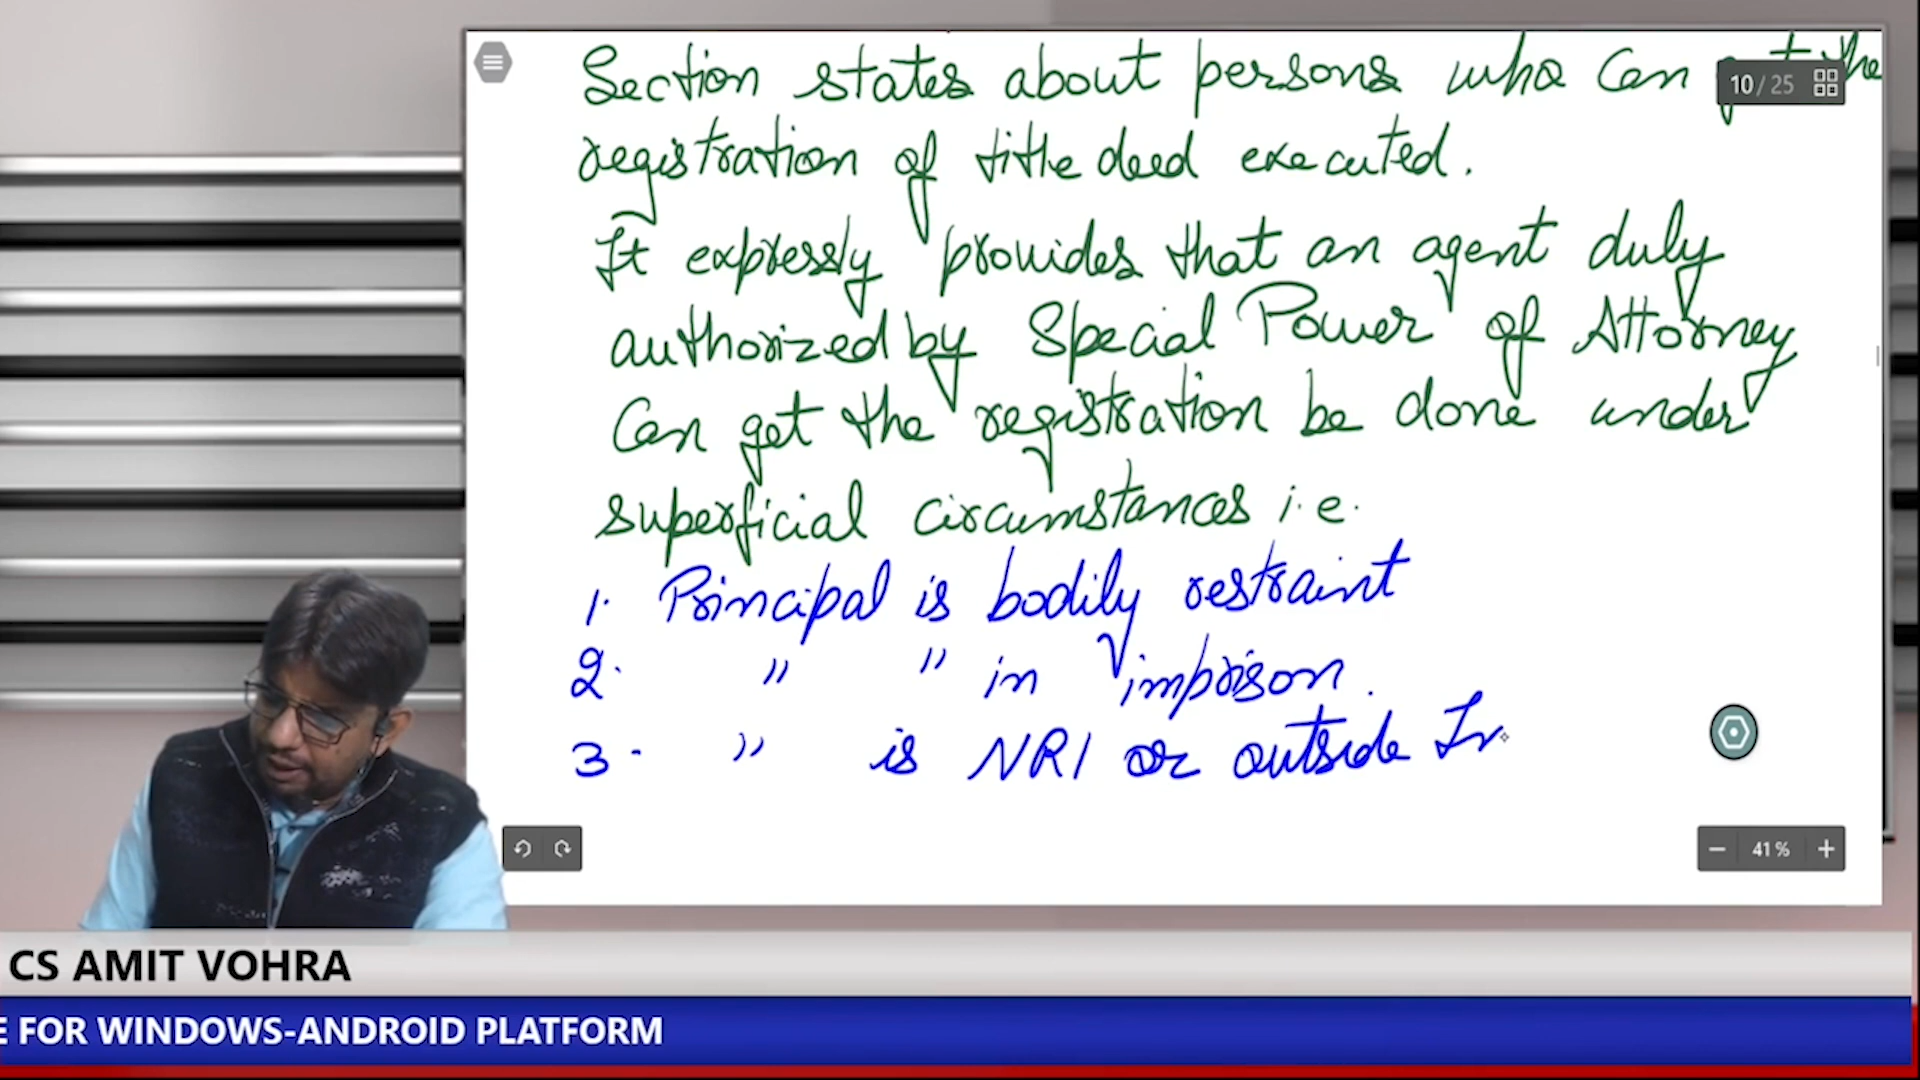 Section states about persons who can get the
10 / 25
registration of title deed executed.
It expressly provides that an agent duly
authorized by Special Power of Attorney
Can get the registration be done under
superficial circumstances i.e.
1. Principal is bodily restraint
2. " " in imprison.
3. " is NRI or outside In
41 %
CS AMIT VOHRA
E FOR WINDOWS-ANDROID PLATFORM